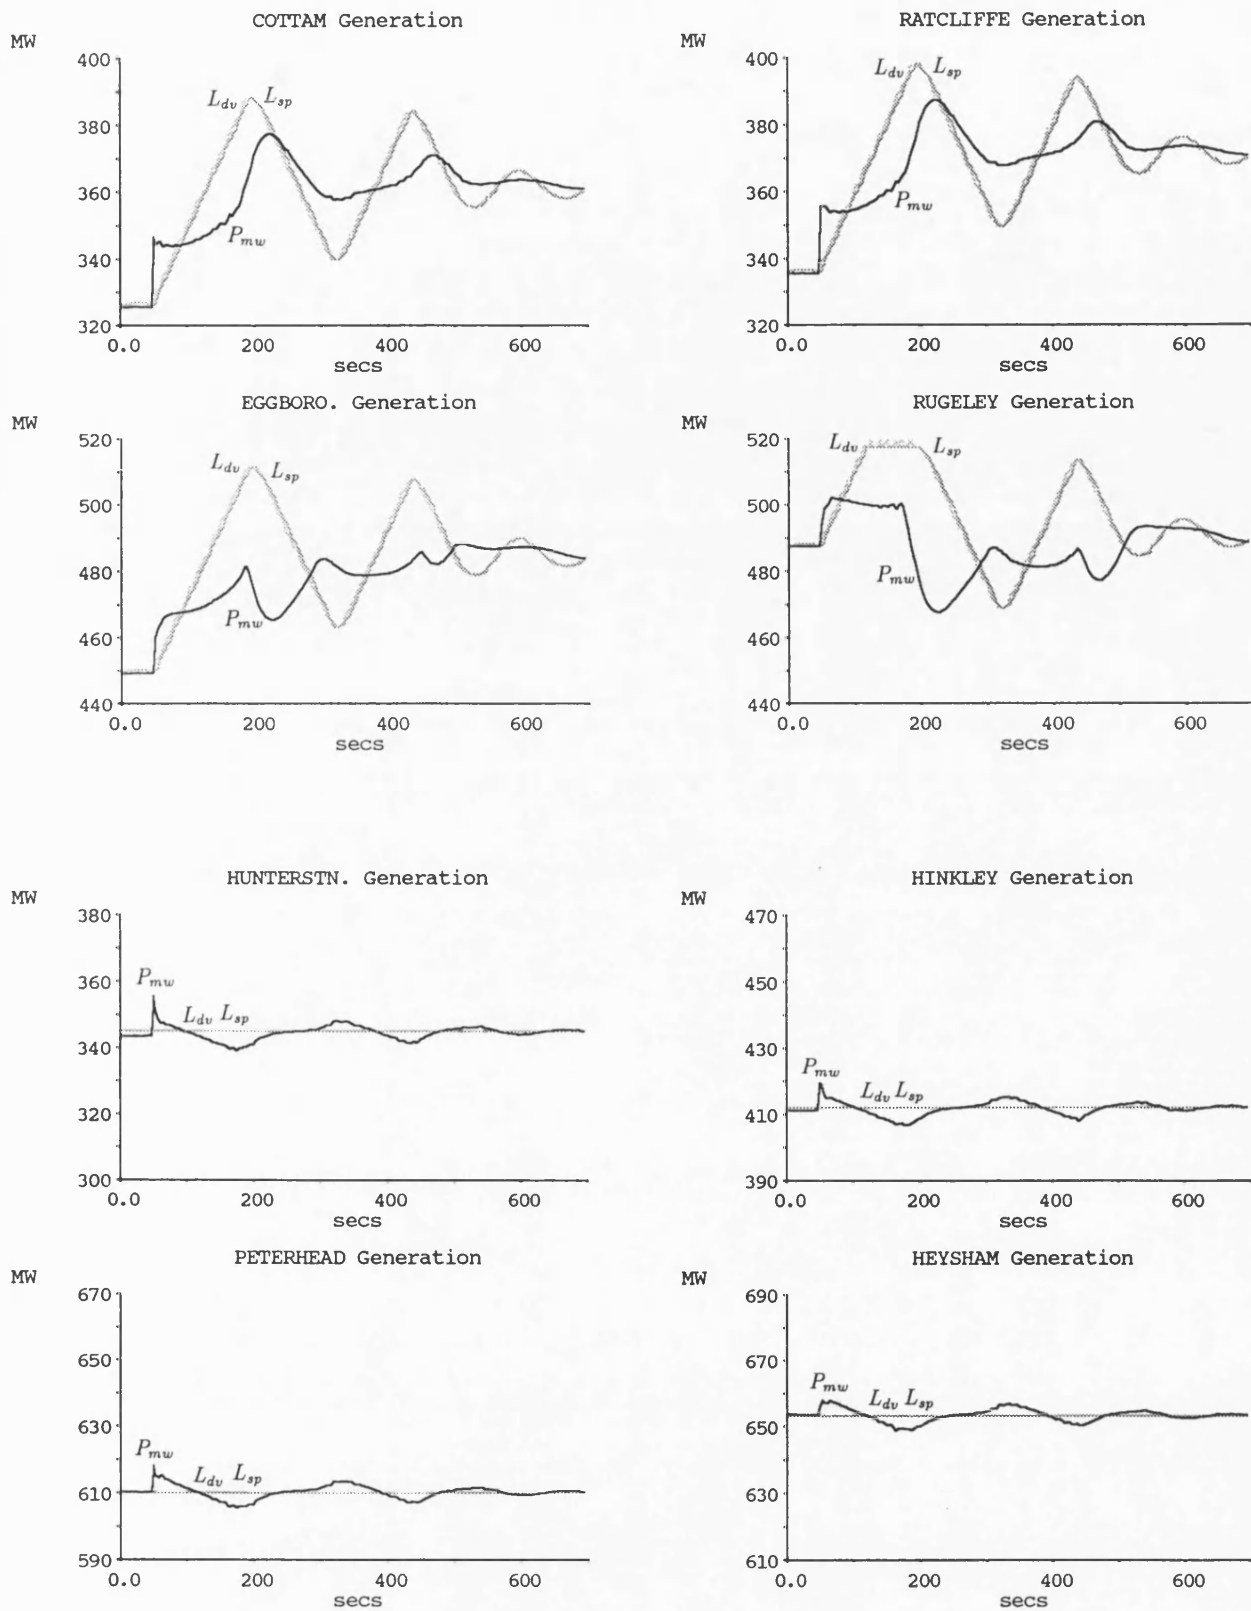 COTTAM Generation
MW
400
380
360
340
320
L_dv L_sp
P_mw
0.0 200 400 600
secs
RATCLIFFE Generation
MW
400
380
360
340
320
L_dv L_sp
P_mw
0.0 200 400 600
secs
EGGBORO. Generation
MW
520
500
480
460
440
L_dv L_sp
P_mw
0.0 200 400 600
secs
RUGELEY Generation
MW
520
500
480
460
440
L_dv L_sp
P_mw
0.0 200 400 600
secs
HUNTERSTN. Generation
MW
380
360
340
320
300
P_mw
L_dv L_sp
0.0 200 400 600
secs
HINKLEY Generation
MW
470
450
430
410
390
P_mw
L_dv L_sp
0.0 200 400 600
secs
PETERHEAD Generation
MW
670
650
630
610
590
P_mw
L_dv L_sp
0.0 200 400 600
secs
HEYSHAM Generation
MW
690
670
650
630
610
P_mw
L_dv L_sp
0.0 200 400 600
secs